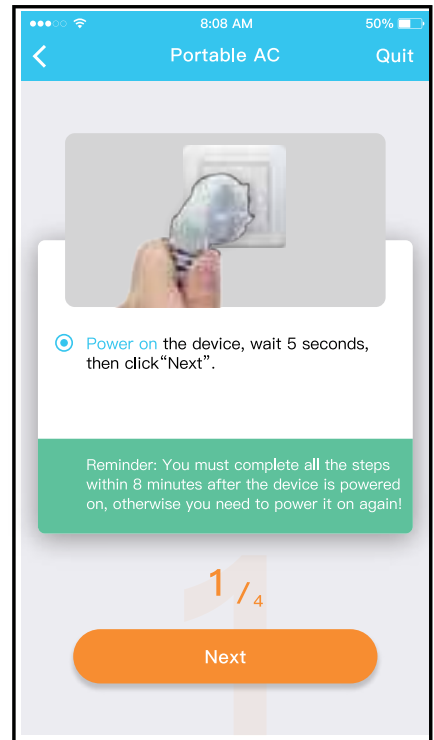 8:08 AM 50%
Portable AC Quit
Power on the device, wait 5 seconds,
then click“Next”.
Reminder: You must complete all the steps
within 8 minutes after the device is powered
on, otherwise you need to power it on again!
1 / 4
Next